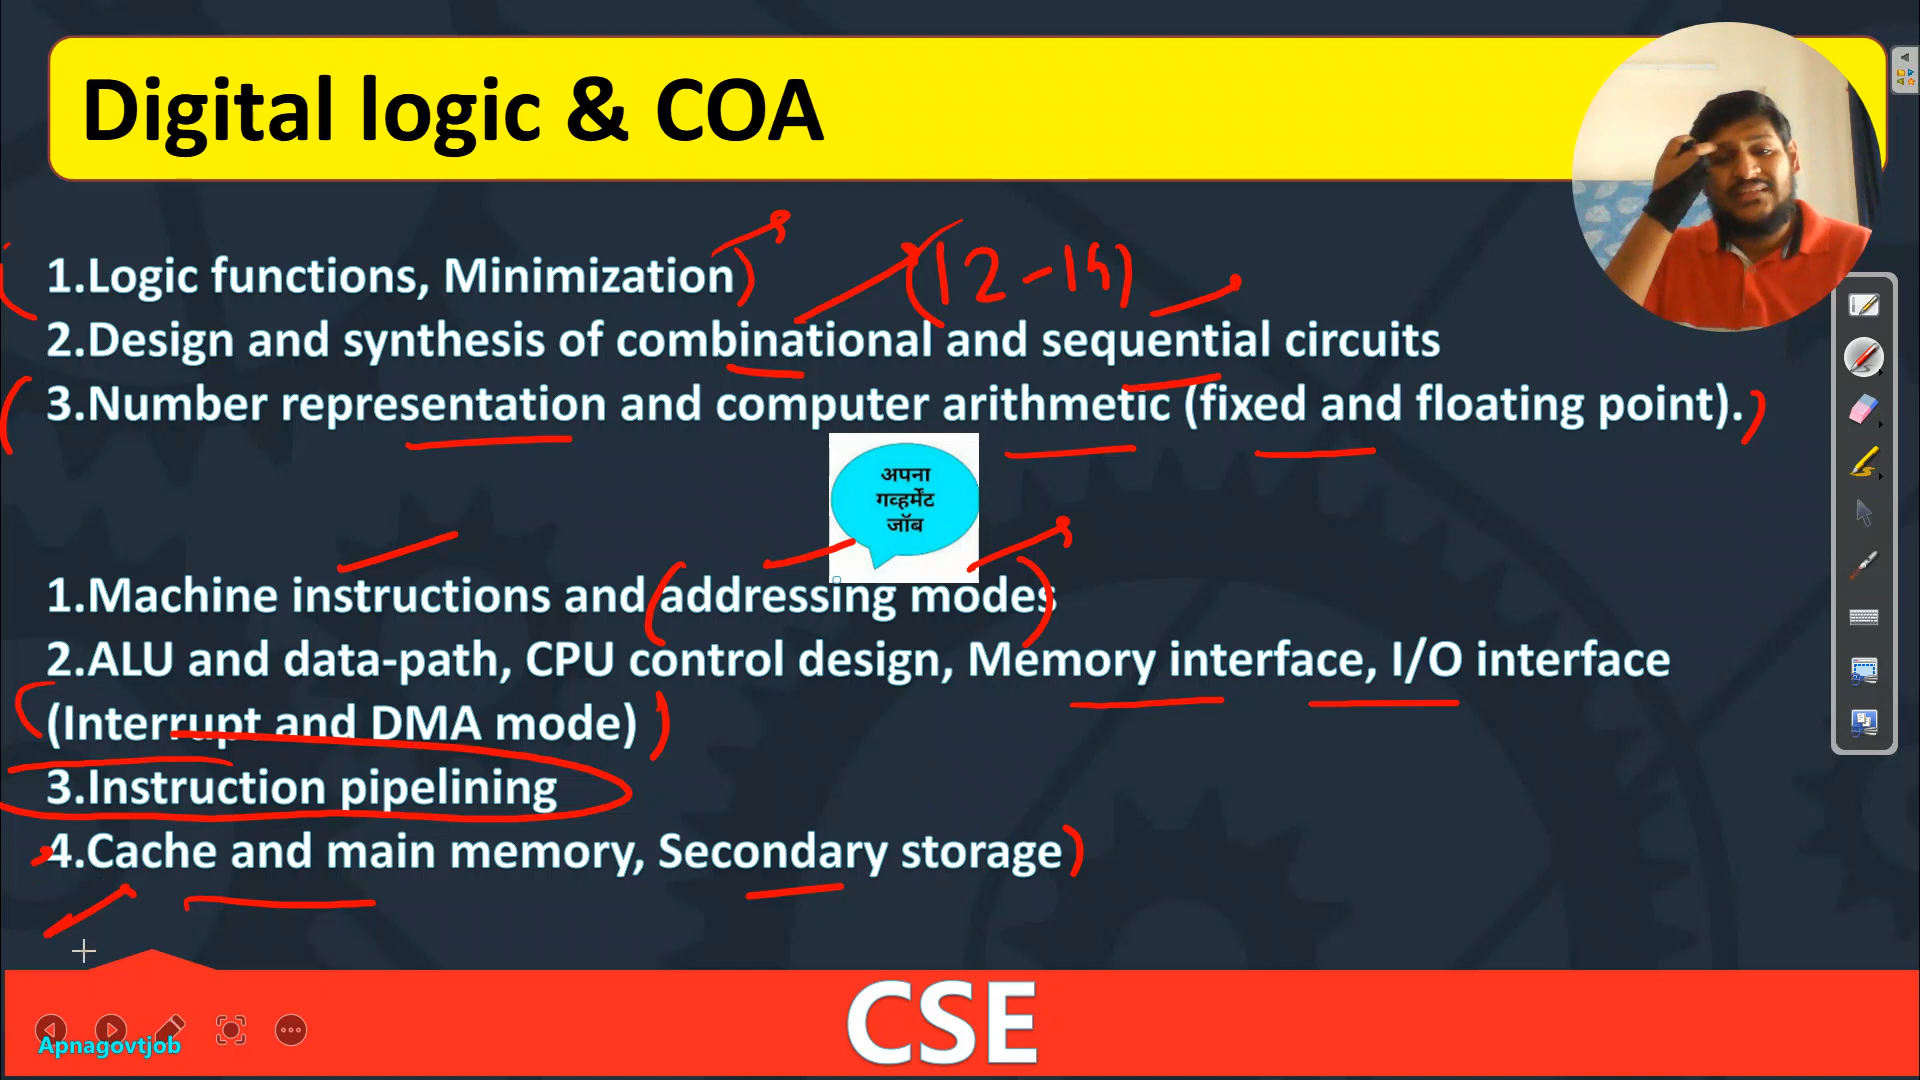 Digital logic & COA
1.Logic functions, Minimization
(12-15)
2.Design and synthesis of combinational and sequential circuits
3.Number representation and computer arithmetic (fixed and floating point).
अपना
गव्हर्मेंट
जॉब
1.Machine instructions and addressing modes
2.ALU and data-path, CPU control design, Memory interface, I/O interface
(Interrupt and DMA mode)
3.Instruction pipelining
4.Cache and main memory, Secondary storage
CSE
Apnagovtjob